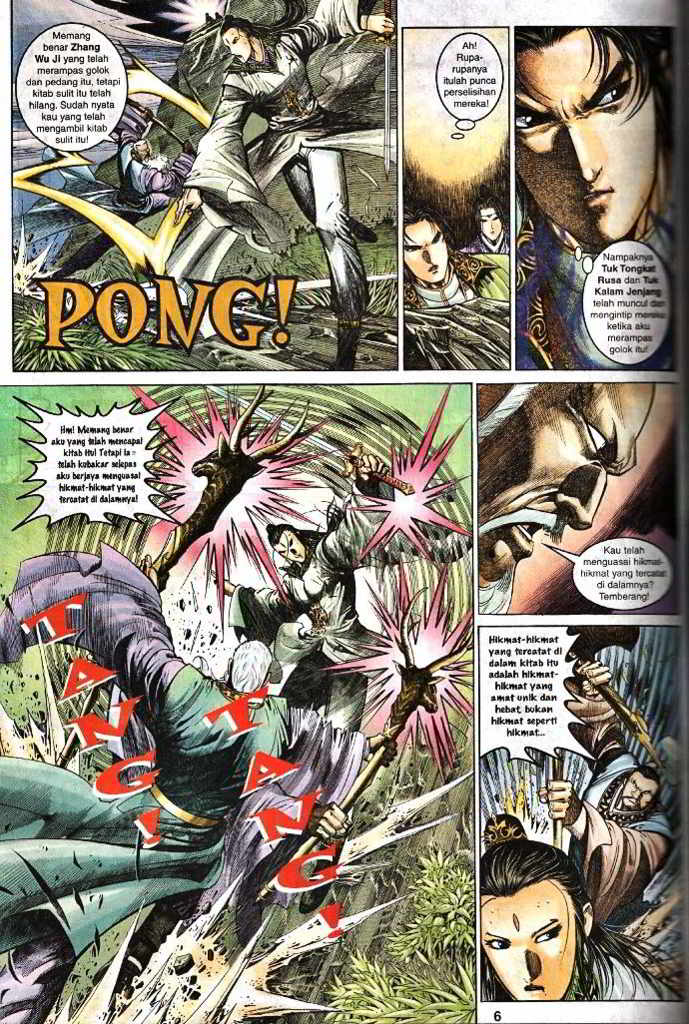 Memang
benar Zhang
Wu Ji yang telah
merampas golok
dan pedang itu, tetapi
kitab sulit itu telah
hilang. Sudah nyata
kau yang telah
mengambil kitab
sulit itu!
PONG!
Ah!
Rupa-
rupanya
itulah punca
perselisihan
mereka!
Nampaknya
Tuk Tongkat
Rusa dan Tuk
Kalam Jenjang
telah muncul dan
mengintip mereka
ketika aku
merampas
golok itu!
Hm! Memang benar
aku yang telah mencapai
kitab itu! Tetapi ia
telah kubakar selepas
aku berjaya menguasai
hikmat-hikmat yang
tercatat di dalamnya!
TANG!
TANG!
Kau telah
menguasai hikmat-
hikmat yang tercatat
di dalamnya?
Temberang!
Hikmat-hikmat
yang tercatat di
dalam kitab itu
adalah hikmat-
hikmat yang
amat unik dan
hebat, bukan
hikmat seperti
hikmat...
6